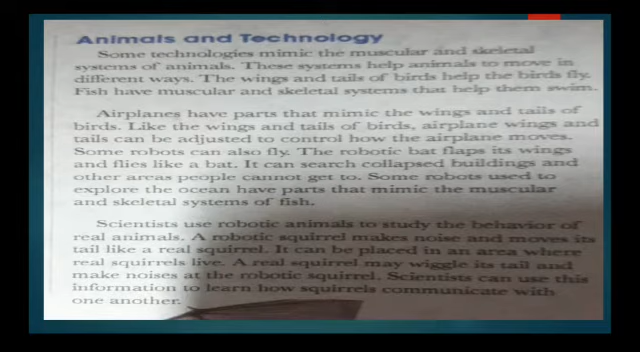 Animals and Technology
Some technologies mimic the muscular and skeletal
systems of animals. These systems help animals to move in
different ways. The wings and tails of birds help the birds fly.
Fish have muscular and skeletal systems that help them swim.
Airplanes have parts that mimic the wings and tails of
birds. Like the wings and tails of birds, airplane wings and
tails can be adjusted to control how the airplane moves.
Some robots can also fly. The robotic bat flaps its wings
and flies like a bat. It can search collapsed buildings and
other areas people cannot get to. Some robots used to
explore the ocean have parts that mimic the muscular
and skeletal systems of fish.
Scientists use robotic animals to study the behavior of
real animals. A robotic squirrel makes noise and moves its
tail like a real squirrel. It can be placed in an area where
real squirrels live. A real squirrel may wiggle its tail and
make noises at the robotic squirrel. Scientists can use this
information to learn how squirrels communicate with
one another.